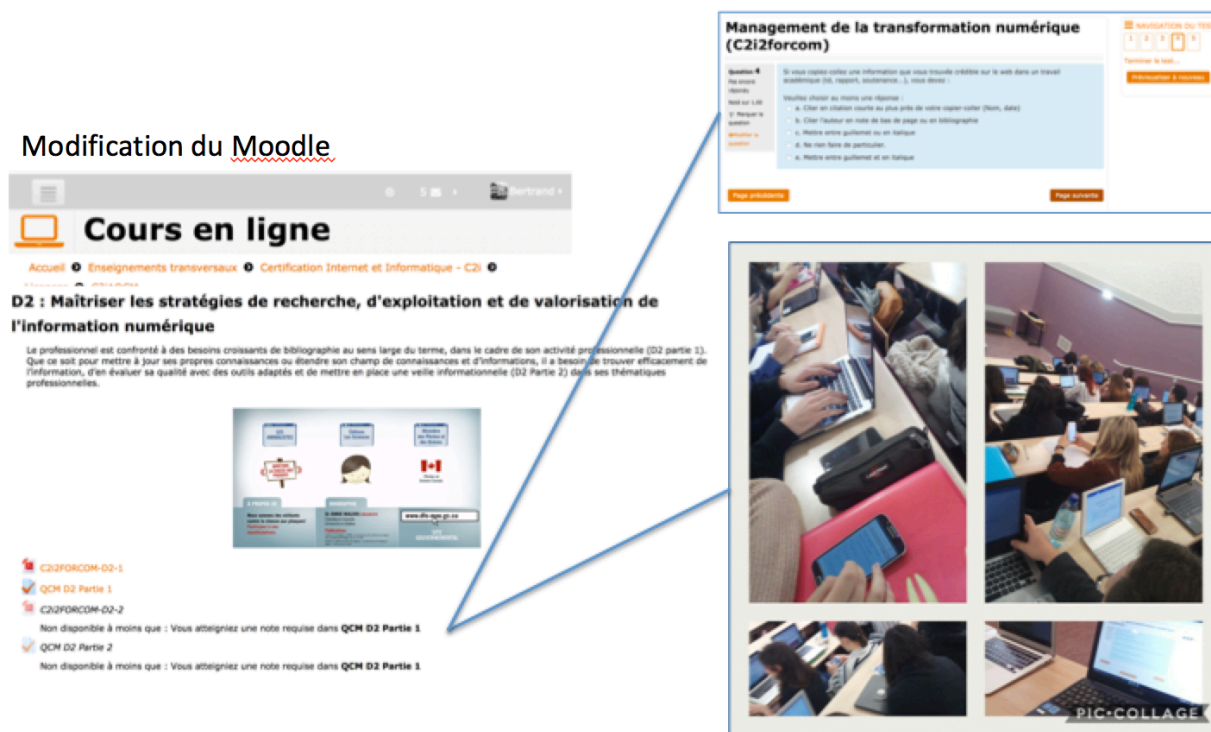 Modification du Moodle
5
Bertrand
Cours en ligne
Accueil Enseignements transversaux Certification Internet et Informatique - C2i
D2 : Maîtriser les stratégies de recherche, d'exploitation et de valorisation de
l'information numérique
Le professionnel est confronté à des besoins croissants de bibliographie au sens large du terme, dans le cadre de son activité professionnelle (D2 partie 1).
Que ce soit pour mettre à jour ses propres connaissances ou étendre son champ de connaissances et d'informations, il a besoin de trouver efficacement de
l'information, d'en évaluer sa qualité avec des outils adaptés et de mettre en place une veille informationnelle (D2 Partie 2) dans ses thématiques
professionnelles.
C2i2FORCOM-D2-1
QCM D2 Partie 1
C2i2FORCOM-D2-2
Non disponible à moins que : Vous atteigniez une note requise dans QCM D2 Partie 1
QCM D2 Partie 2
Non disponible à moins que : Vous atteigniez une note requise dans QCM D2 Partie 1
Management de la transformation numérique
(C2i2forcom)
Question 4
Pas encore
répondu
Noté sur 1,00
Marquer la
question
Modifier la
question
Si vous copiez-collez une information que vous trouvée crédible sur le web dans un travail
académique (td, rapport, soutenance..), vous devez :
Veuillez choisir au moins une réponse :
a. Citer en citation courte au plus près de votre copier-coller (Nom, date)
b. Citer l'auteur en note de bas de page ou en bibliographie
c. Mettre entre guillemet ou en italique
d. Ne rien faire de particulier.
e. Mettre entre guillemet et en italique
Page précédente
Page suivante
NAVIGATION DU TES
1 2 3 4 5
Terminer le test...
Prévisualiser à nouveau
PIC•COLLAGE